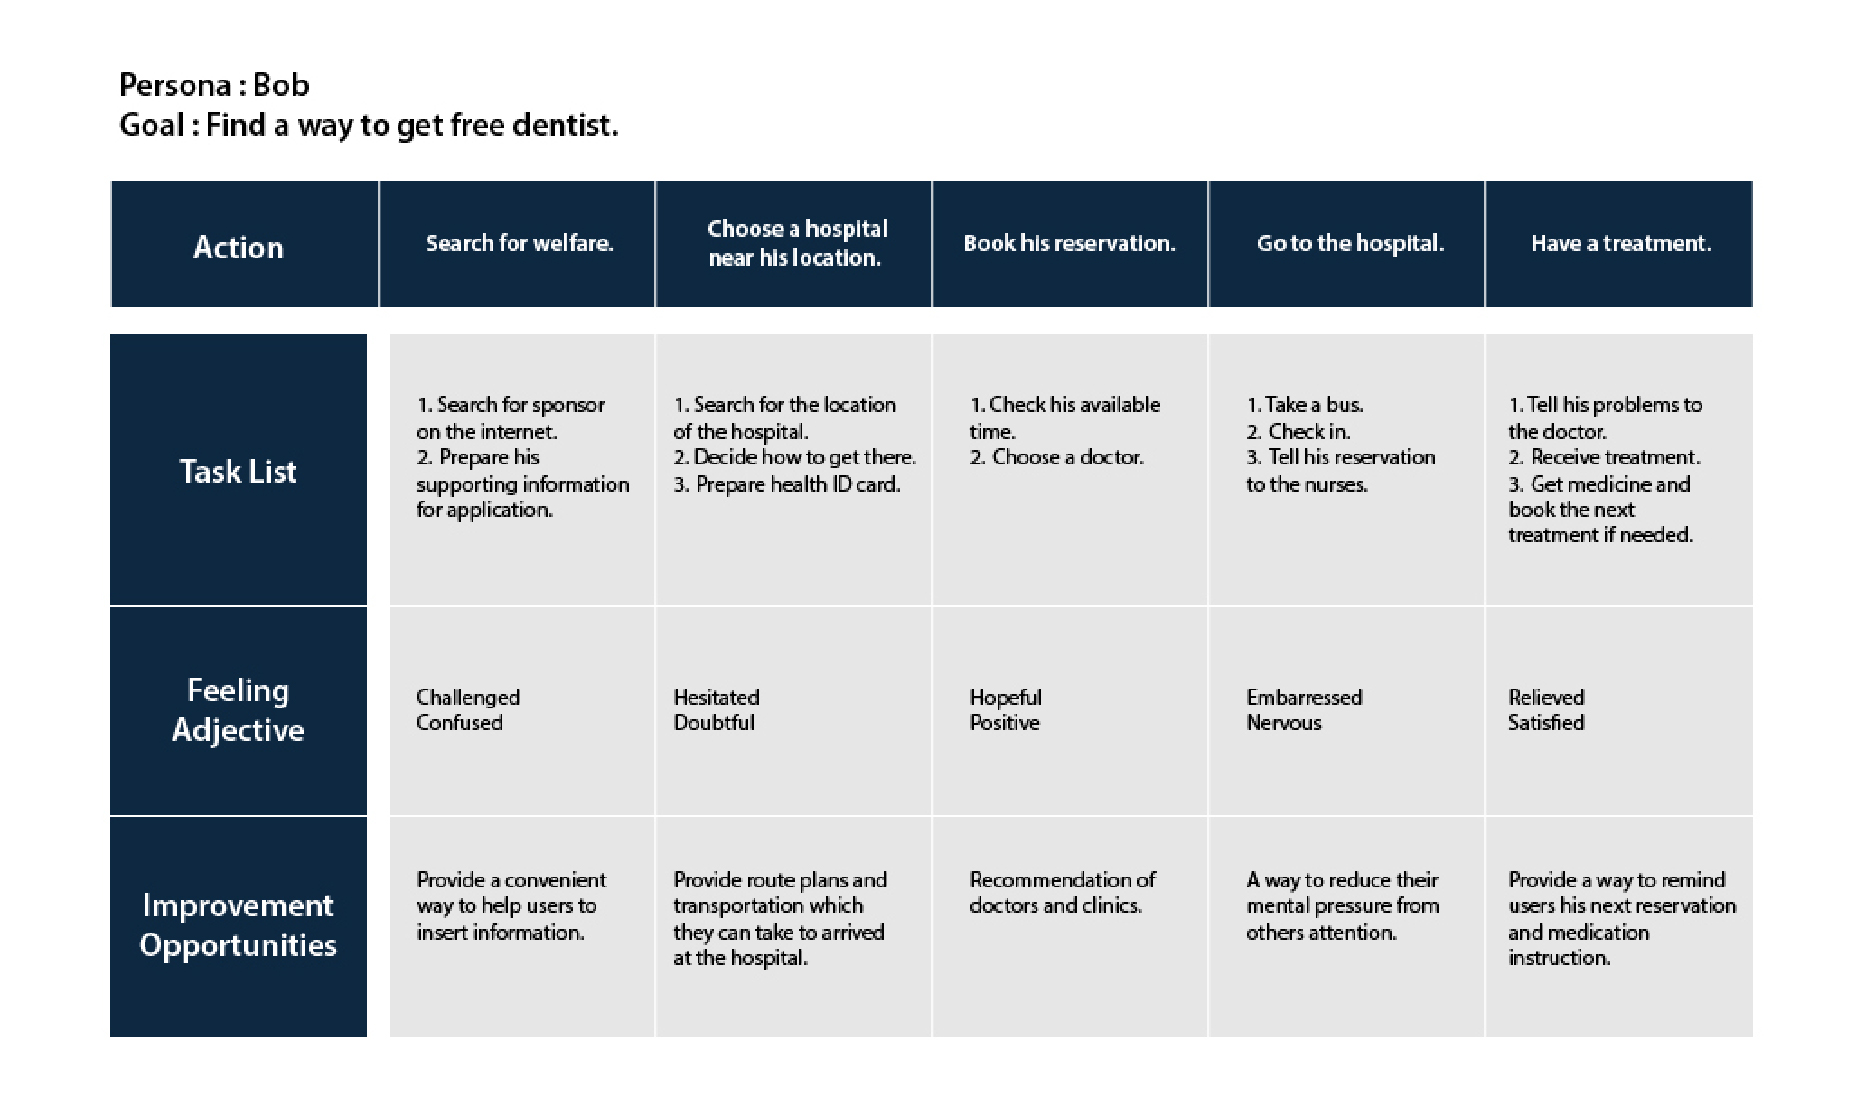 Persona : Bob
Goal : Find a way to get free dentist.
Action
Search for welfare.
Choose a hospital
near his location.
Book his reservation.
Go to the hospital.
Have a treatment.
Task List
1. Search for sponsor
on the internet.
2. Prepare his
supporting information
for application.
1. Search for the location
of the hospital.
2. Decide how to get there.
3. Prepare health ID card.
1. Check his available
time.
2. Choose a doctor.
1. Take a bus.
2. Check in.
3. Tell his reservation
to the nurses.
1. Tell his problems to
the doctor.
2. Receive treatment.
3. Get medicine and
book the next
treatment if needed.
Feeling
Adjective
Challenged
Confused
Hesitated
Doubtful
Hopeful
Positive
Embarressed
Nervous
Relieved
Satisfied
Improvement
Opportunities
Provide a convenient
way to help users to
insert information.
Provide route plans and
transportation which
they can take to arrived
at the hospital.
Recommendation of
doctors and clinics.
A way to reduce their
mental pressure from
others attention.
Provide a way to remind
users his next reservation
and medication
instruction.